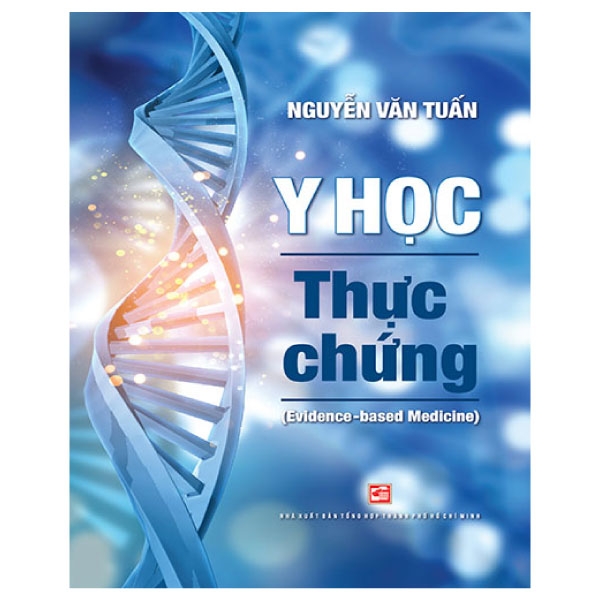 NGUYỄN VĂN TUẤN
Y HỌC
Thực
chứng
(Evidence-based Medicine)
NHÀ XUẤT BẢN TỔNG HỢP THÀNH PHỐ HỒ CHÍ MINH